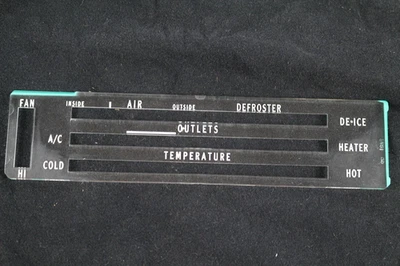 FAN INSIDE AIR OUTSIDE DEFROSTER DE-ICE
OUTLETS
A/C HEATER
TEMPERATURE
COLD HOT
HI